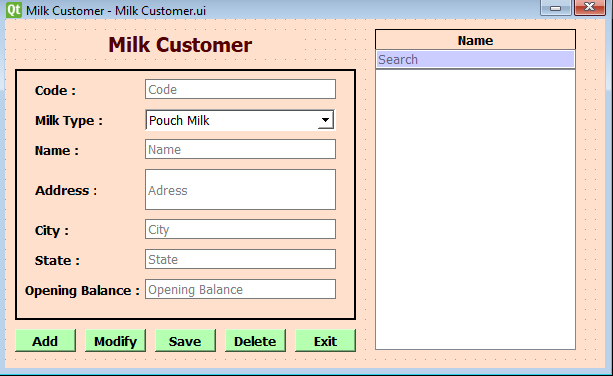 Qt Milk Customer - Milk Customer.ui
Milk Customer
Code : Code
Milk Type : Pouch Milk
Name : Name
Address : Adress
City : City
State : State
Opening Balance : Opening Balance
Add Modify Save Delete Exit
Name
Search